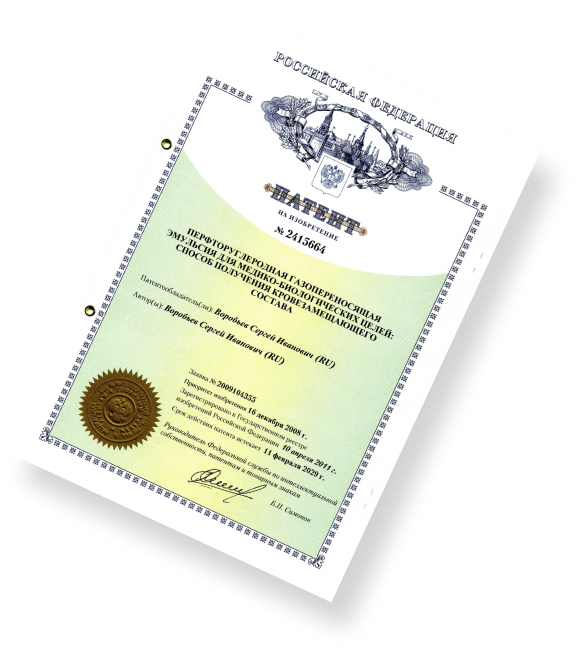 РОССИЙСКАЯ ФЕДЕРАЦИЯ
ПАТЕНТ
НА ИЗОБРЕТЕНИЕ
№ 2415664
ПЕРФТОРУГЛЕРОДНАЯ ГАЗОПЕРЕНОСЯЩАЯ
ЭМУЛЬСИЯ ДЛЯ МЕДИКО-БИОЛОГИЧЕСКИХ ЦЕЛЕЙ:
СПОСОБ ПОЛУЧЕНИЯ КРОВЕЗАМЕЩАЮЩЕГО
СОСТАВА
Патентообладатель(ли): Воробьев Сергей Иванович (RU)
Автор(ы): Воробьев Сергей Иванович (RU)
Заявка № 2009104355
Приоритет изобретения 16 декабря 2008 г.
Зарегистрировано в Государственном реестре
изобретений Российской Федерации 10 апреля 2011 г.
Срок действия патента истекает 11 февраля 2029 г.
Руководитель Федеральной службы по интеллектуальной
собственности, патентам и товарным знакам
Б.П. Симонов